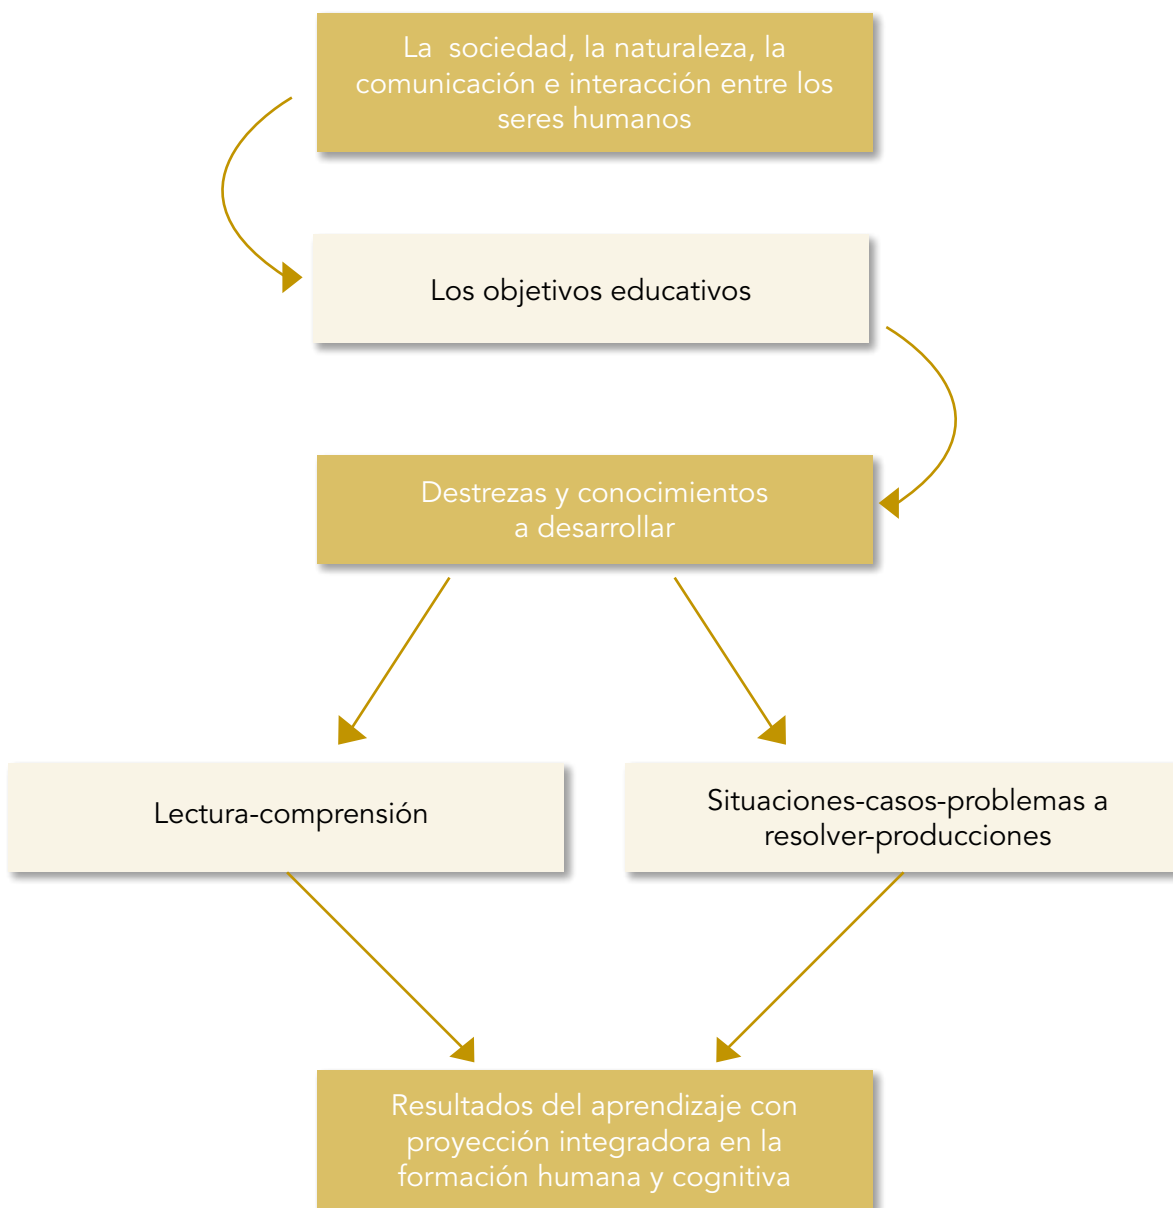 La sociedad, la naturaleza, la
comunicación e interacción entre los
seres humanos
Los objetivos educativos
Destrezas y conocimientos
a desarrollar
Lectura-comprensión
Situaciones-casos-problemas a
resolver-producciones
Resultados del aprendizaje con
proyección integradora en la
formación humana y cognitiva